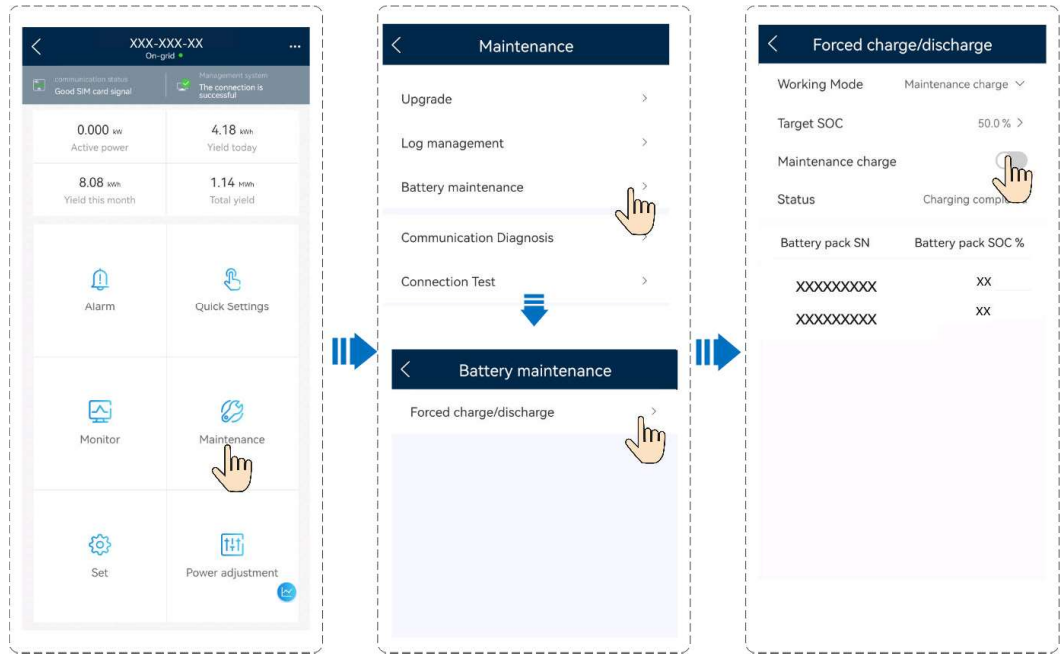 XXX-XXX-XX
...
On-grid
communication status
Good SIM card signal
Management system
The connection is
successful
0.000 kW
Active power
4.18 kWh
Yield today
8.08 kWh
Yield this month
1.14 MWh
Total yield
Alarm
Quick Settings
Monitor
Maintenance
Set
Power adjustment
Maintenance
Upgrade
Log management
Battery maintenance
Communication Diagnosis
Connection Test
Battery maintenance
Forced charge/discharge
Forced charge/discharge
Working Mode
Maintenance charge
Target SOC
50.0 %
Maintenance charge
Status
Charging
Battery pack SN
Battery pack SOC %
XXXXXXXXX
XX
XXXXXXXXX
XX